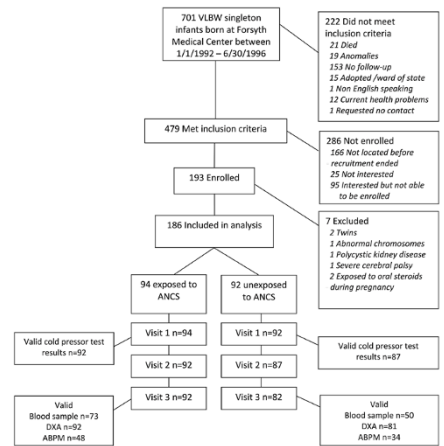 701 VLBW singleton
infants born at Forsyth
Medical Center between
1/1/1992 – 6/30/1996
222 Did not meet
inclusion criteria
21 Died
19 Anomalies
153 No follow-up
15 Adopted /ward of state
1 Non English speaking
12 Current health problems
1 Requested no contact
479 Met inclusion criteria
286 Not enrolled
166 Not located before
recruitment ended
25 Not interested
95 Interested but not able
to be enrolled
193 Enrolled
186 Included in analysis
7 Excluded
2 Twins
1 Abnormal chromosomes
1 Polycystic kidney disease
1 Severe cerebral palsy
2 Exposed to oral steroids
during pregnancy
94 exposed to
ANCS
92 unexposed to
ANCS
Valid cold pressor test
results n=92
Visit 1 n=94
Visit 1 n=92
Valid cold pressor test
results n=87
Visit 2 n=92
Visit 2 n=87
Visit 3 n=92
Visit 3 n=82
Valid
Blood sample n=73
DXA n=92
ABPM n=48
Valid
Blood sample n=50
DXA n=81
ABPM n=34